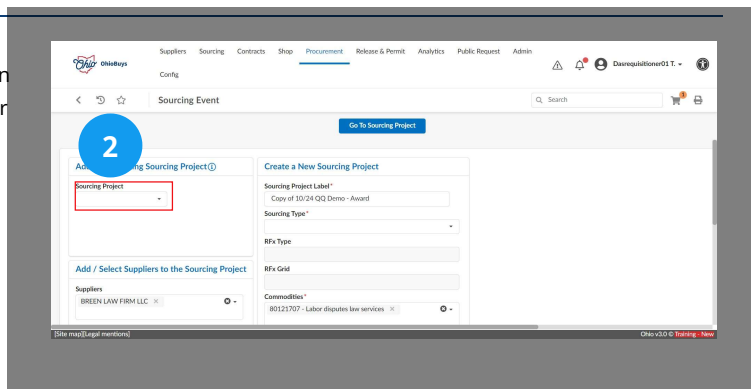 n
r
Ohio OhioBuys
Suppliers Sourcing Contracts Shop Procurement Release & Permit Analytics Public Request Admin
Config
Dasrequisitioner01 T.
Sourcing Event
Search
1
Go To Sourcing Project
2
Sourcing Project
Sourcing Project
Create a New Sourcing Project
Sourcing Project Label*
Copy of 10/24 QQ Demo - Award
Sourcing Type*
RFx Type
Add / Select Suppliers to the Sourcing Project
RFx Grid
Suppliers
BREEN LAW FIRM LLC
Commodities*
80121707 - Labor disputes law services
[Site map][Legal mentions]
Ohio v3.0 © Training - New